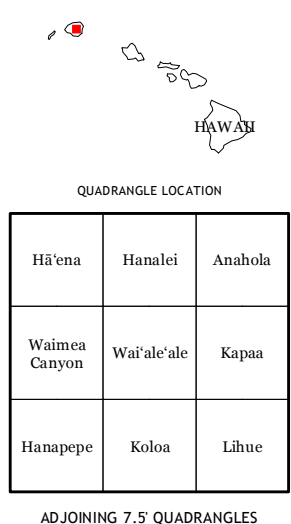 HAWAII
QUADRANGLE LOCATION
Hā‘ena Hanalei Anahola
Waimea
Canyon
Wai‘ale‘ale Kapaa
Hanapepe Koloa Lihue
ADJOINING 7.5' QUADRANGLES